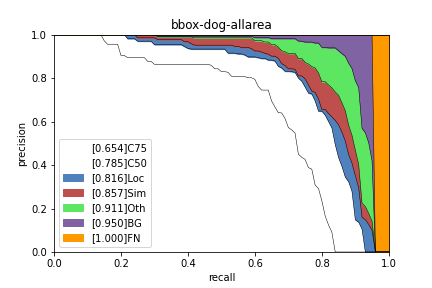 bbox-dog-allarea
precision
1.0
0.8
0.6
0.4
0.2
0.0
[0.654]C75
[0.785]C50
[0.816]Loc
[0.857]Sim
[0.911]Oth
[0.950]BG
[1.000]FN
0.0 0.2 0.4 0.6 0.8 1.0
recall